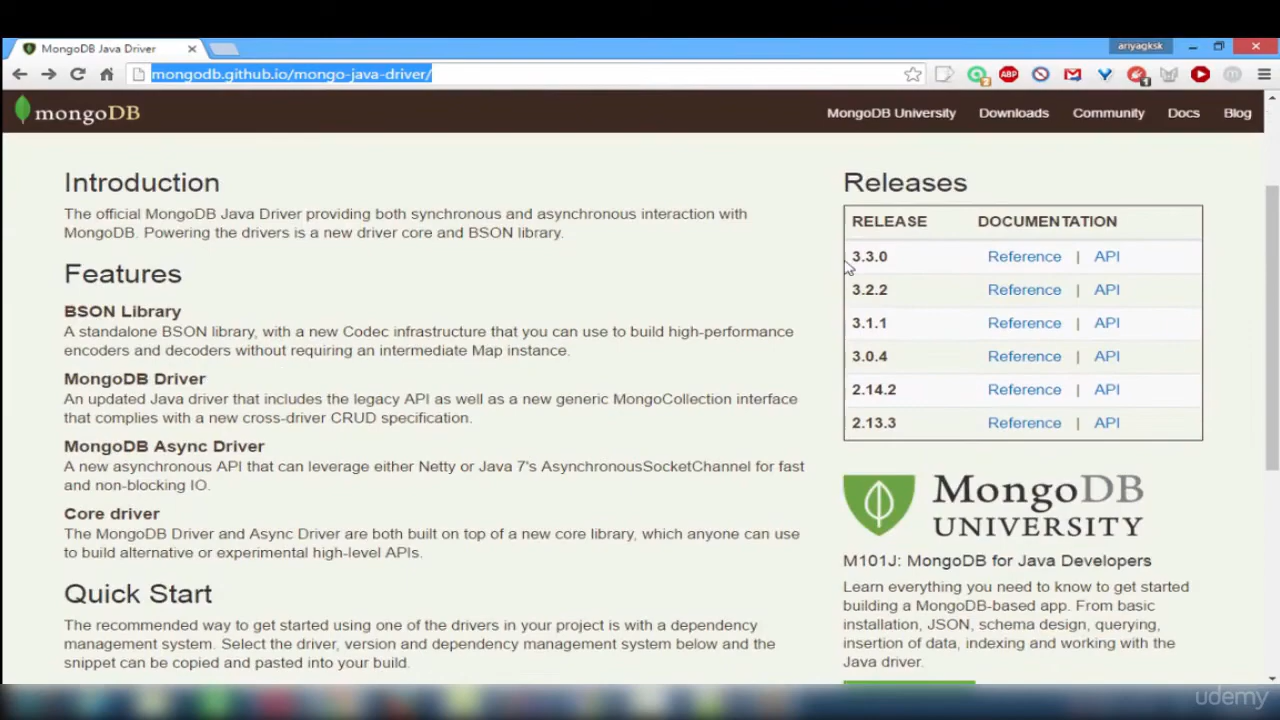 MongoDB Java Driver
anyagksk
mongodb.github.io/mongo-java-driver/
ABP
mongoDB
MongoDB University Downloads Community Docs Blog
Introduction
The official MongoDB Java Driver providing both synchronous and asynchronous interaction with
MongoDB. Powering the drivers is a new driver core and BSON library.
Features
BSON Library
A standalone BSON library, with a new Codec infrastructure that you can use to build high-performance
encoders and decoders without requiring an intermediate Map instance.
MongoDB Driver
An updated Java driver that includes the legacy API as well as a new generic MongoCollection interface
that complies with a new cross-driver CRUD specification.
MongoDB Async Driver
A new asynchronous API that can leverage either Netty or Java 7's AsynchronousSocketChannel for fast
and non-blocking IO.
Core driver
The MongoDB Driver and Async Driver are both built on top of a new core library, which anyone can use
to build alternative or experimental high-level APIs.
Quick Start
The recommended way to get started using one of the drivers in your project is with a dependency
management system. Select the driver, version and dependency management system below and the
snippet can be copied and pasted into your build.
Releases
RELEASE DOCUMENTATION
3.3.0 Reference | API
3.2.2 Reference | API
3.1.1 Reference | API
3.0.4 Reference | API
2.14.2 Reference | API
2.13.3 Reference | API
MongoDB
UNIVERSITY
M101J: MongoDB for Java Developers
Learn everything you need to know to get started
building a MongoDB-based app. From basic
installation, JSON, schema design, querying,
insertion of data, indexing and working with the
Java driver.
udemy